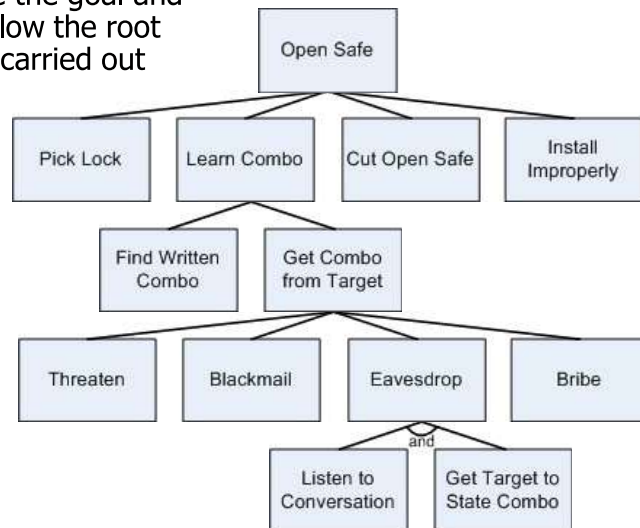 e the goal and
low the root
carried out
Open Safe
Pick Lock
Learn Combo
Cut Open Safe
Install
Improperly
Find Written
Combo
Get Combo
from Target
Threaten
Blackmail
Eavesdrop
Bribe
and
Listen to
Conversation
Get Target to
State Combo